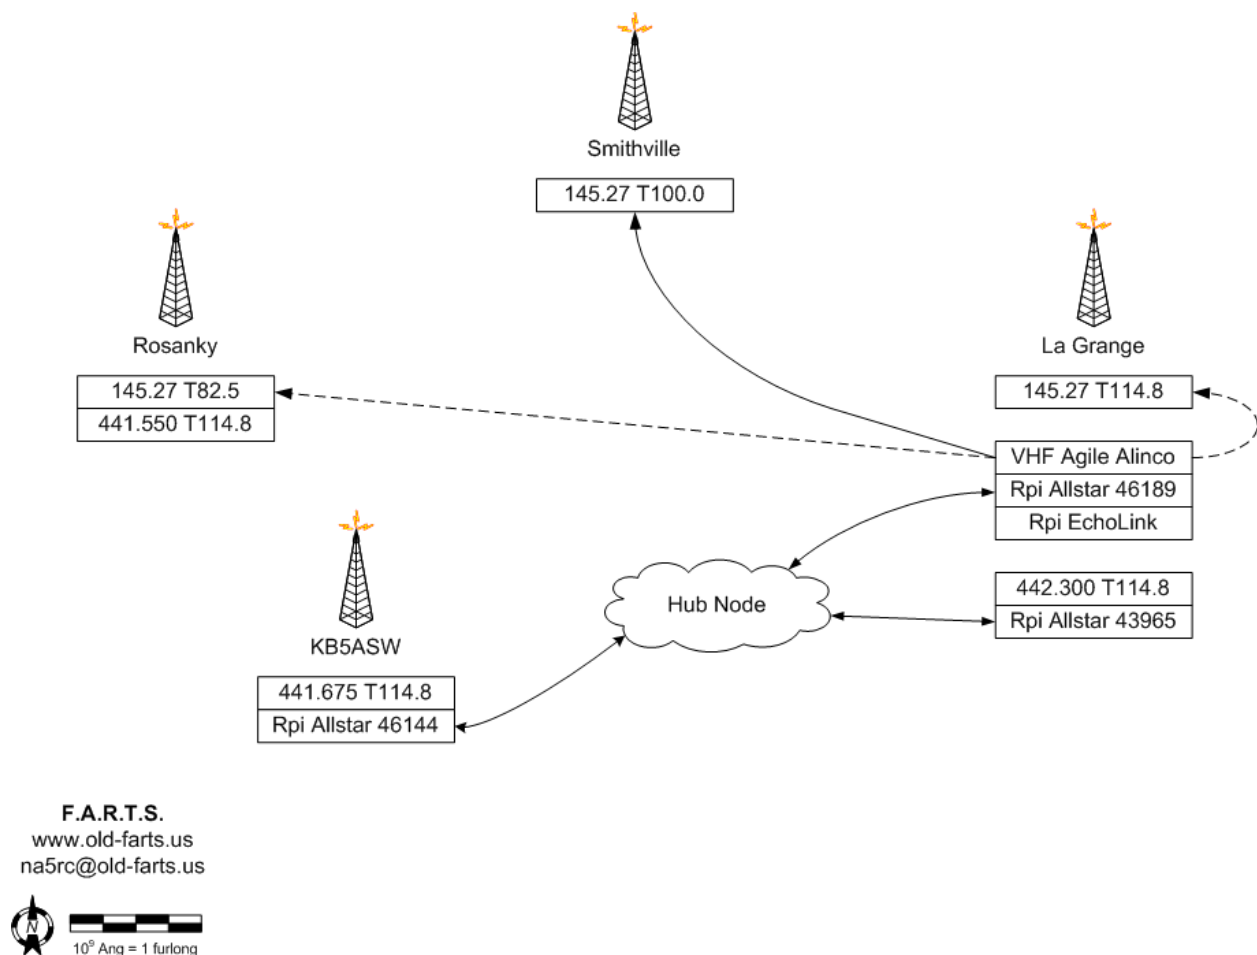 Smithville
145.27 T100.0
Rosanky
145.27 T82.5
441.550 T114.8
La Grange
145.27 T114.8
VHF Agile Alinco
Rpi Allstar 46189
Rpi EchoLink
442.300 T114.8
Rpi Allstar 43965
Hub Node
KB5ASW
441.675 T114.8
Rpi Allstar 46144
F.A.R.T.S.
www.old-farts.us
na5rc@old-farts.us
N
10⁹ Ang = 1 furlong